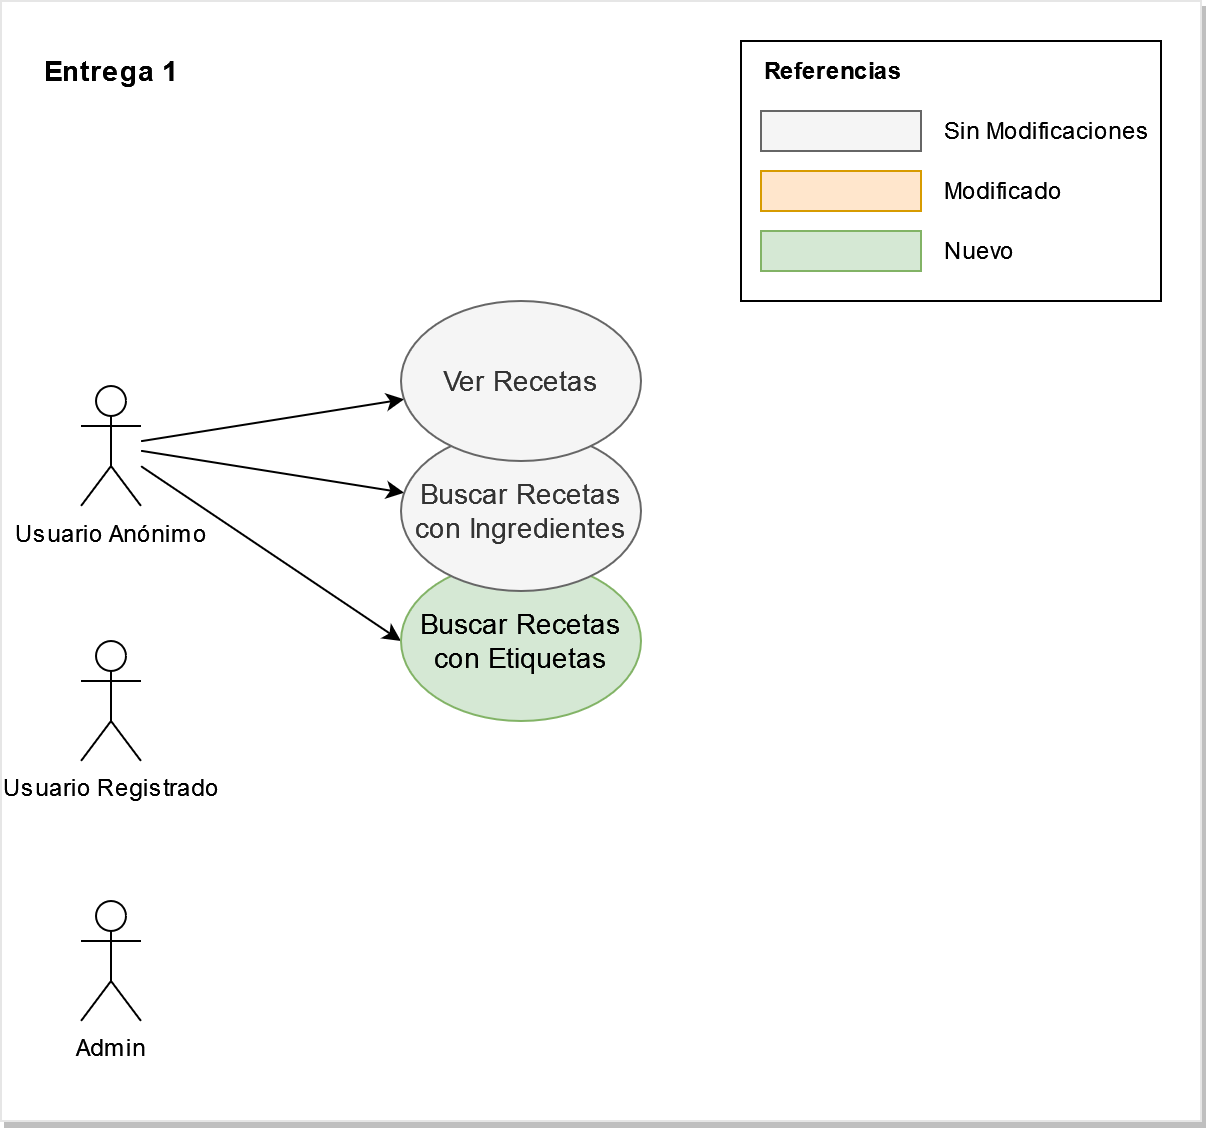 Entrega 1
Referencias
Sin Modificaciones
Modificado
Nuevo
Ver Recetas
Buscar Recetas
con Ingredientes
Usuario Anónimo
Buscar Recetas
con Etiquetas
Usuario Registrado
Admin